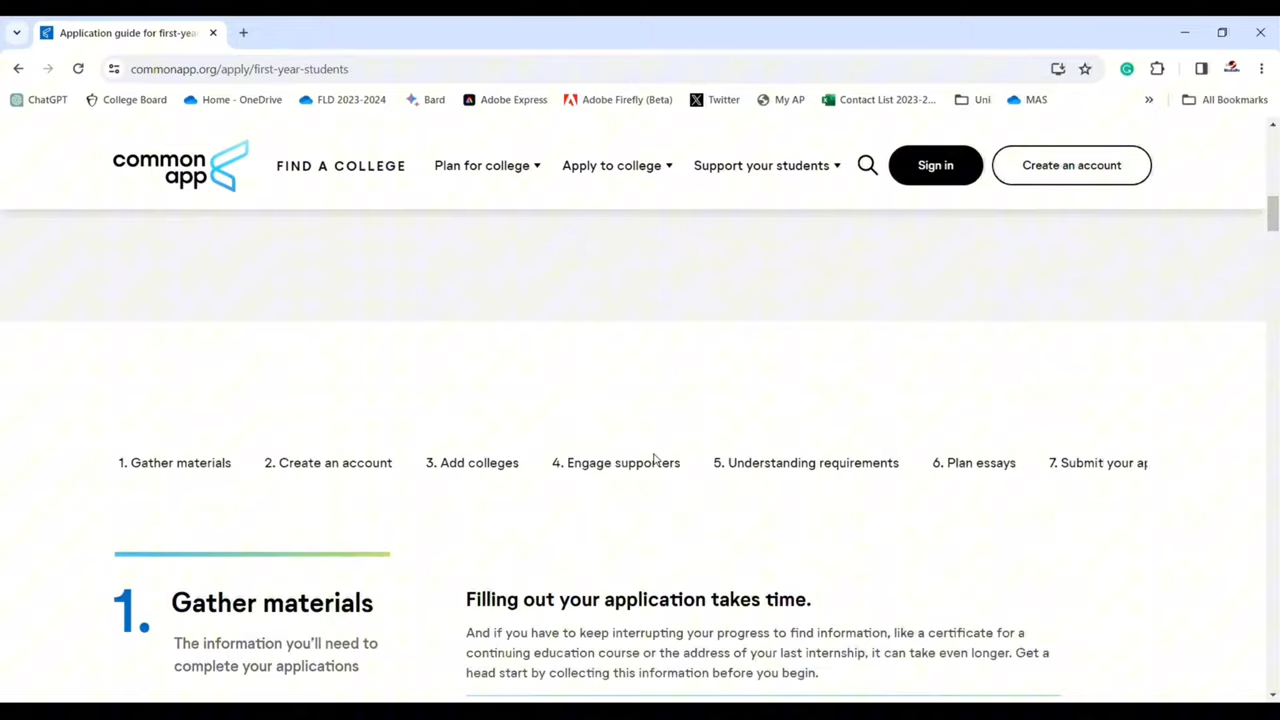 Application guide for first-yea
commonapp.org/apply/first-year-students
ChatGPT College Board Home - OneDrive FLD 2023-2024 Bard Adobe Express Adobe Firefly (Beta) Twitter My AP Contact List 2023-2... Uni MAS » All Bookmarks
common app FIND A COLLEGE Plan for college Apply to college Support your students Sign in Create an account
1. Gather materials 2. Create an account 3. Add colleges 4. Engage supporters 5. Understanding requirements 6. Plan essays 7. Submit your ap
1. Gather materials
The information you'll need to
complete your applications
Filling out your application takes time.
And if you have to keep interrupting your progress to find information, like a certificate for a
continuing education course or the address of your last internship, it can take even longer. Get a
head start by collecting this information before you begin.